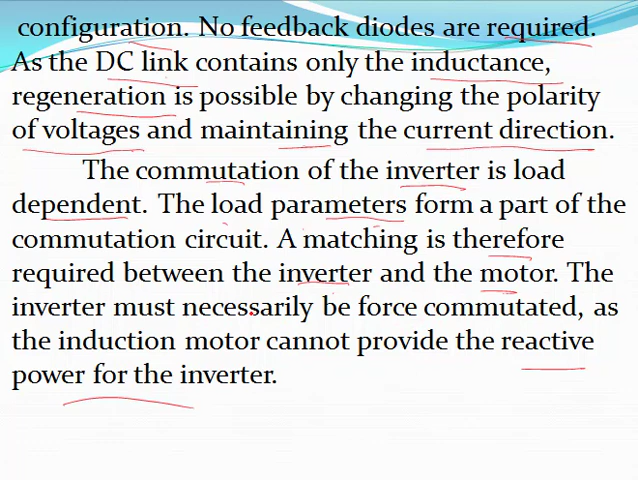 configuration. No feedback diodes are required.
As the DC link contains only the inductance,
regeneration is possible by changing the polarity
of voltages and maintaining the current direction.
The commutation of the inverter is load
dependent. The load parameters form a part of the
commutation circuit. A matching is therefore
required between the inverter and the motor. The
inverter must necessarily be force commutated, as
the induction motor cannot provide the reactive
power for the inverter.